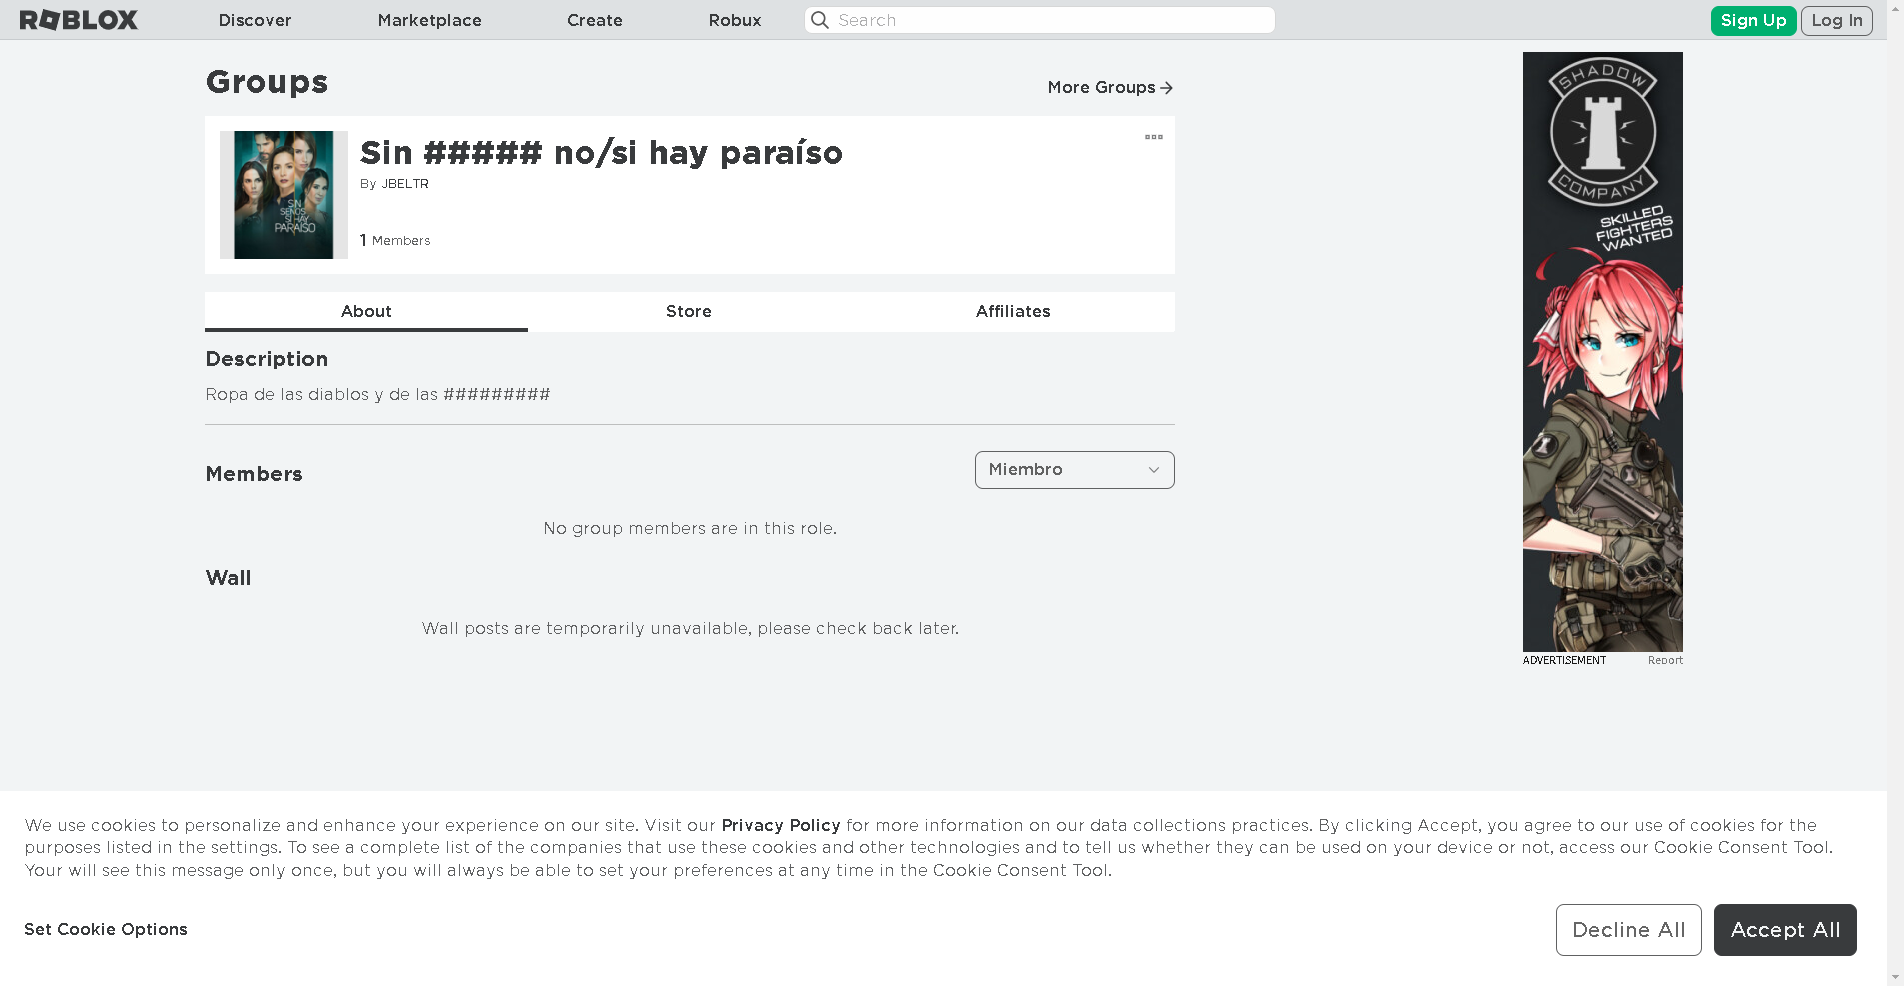 ROBLOX
Discover
Marketplace
Create
Robux
Search
Sign Up
Log In
Groups
More Groups
Sin ##### no/si hay paraíso
By JBELTR
1 Members
SIN
SENOS
SI HAY
PARAISO
About
Store
Affiliates
Description
Ropa de las diablos y de las #########
Members
Miembro
No group members are in this role.
Wall
Wall posts are temporarily unavailable, please check back later.
SHADOW
COMPANY
SKILLED
FIGHTERS
WANTED
ADVERTISEMENT
Report
We use cookies to personalize and enhance your experience on our site. Visit our Privacy Policy for more information on our data collections practices. By clicking Accept, you agree to our use of cookies for the
purposes listed in the settings. To see a complete list of the companies that use these cookies and other technologies and to tell us whether they can be used on your device or not, access our Cookie Consent Tool.
Your will see this message only once, but you will always be able to set your preferences at any time in the Cookie Consent Tool.
Set Cookie Options
Decline All
Accept All